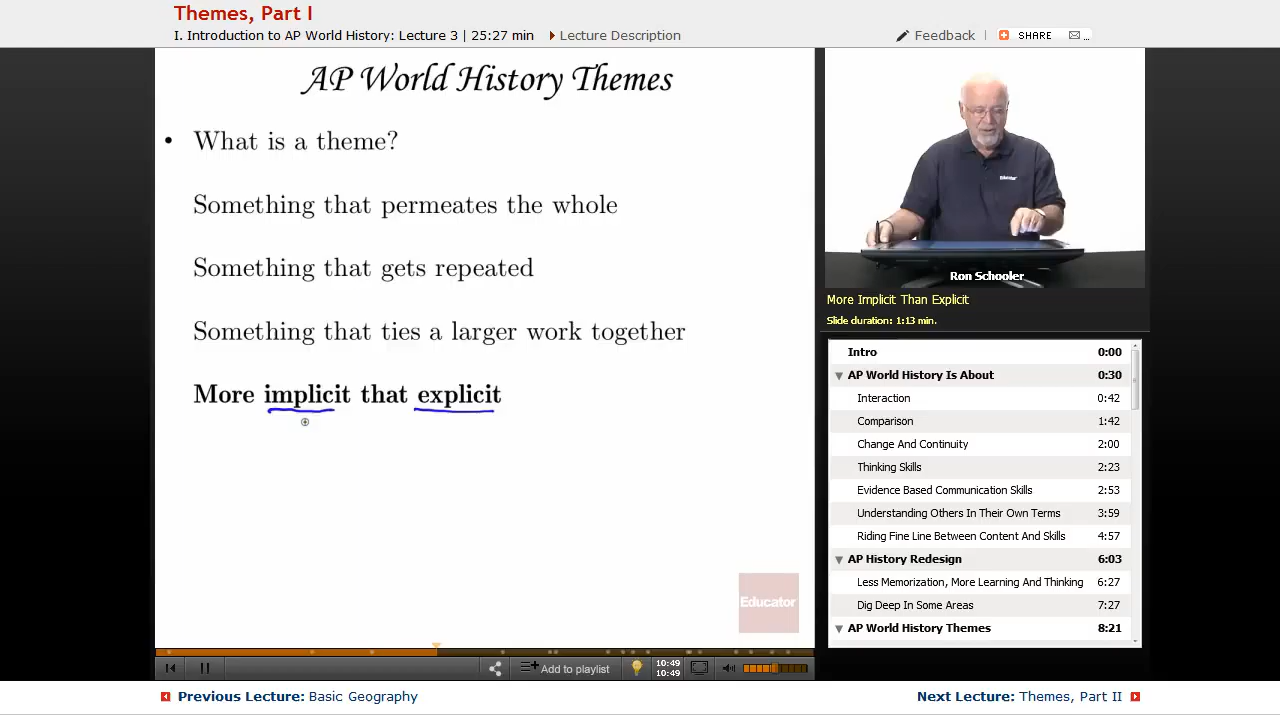 Themes, Part I
I. Introduction to AP World History: Lecture 3 | 25:27 min Lecture Description
Feedback SHARE ...
AP World History Themes
• What is a theme?
Something that permeates the whole
Something that gets repeated
Something that ties a larger work together
More implicit that explicit
Educator
Ron Schooler
More Implicit Than Explicit
Slide duration: 1:13 min.
Intro 0:00
AP World History Is About 0:30
Interaction 0:42
Comparison 1:42
Change And Continuity 2:00
Thinking Skills 2:23
Evidence Based Communication Skills 2:53
Understanding Others In Their Own Terms 3:59
Riding Fine Line Between Content And Skills 4:57
AP History Redesign 6:03
Less Memorization, More Learning And Thinking 6:27
Dig Deep In Some Areas 7:27
AP World History Themes 8:21
Educator
Add to playlist
10:49
10:49
Previous Lecture: Basic Geography
Next Lecture: Themes, Part II